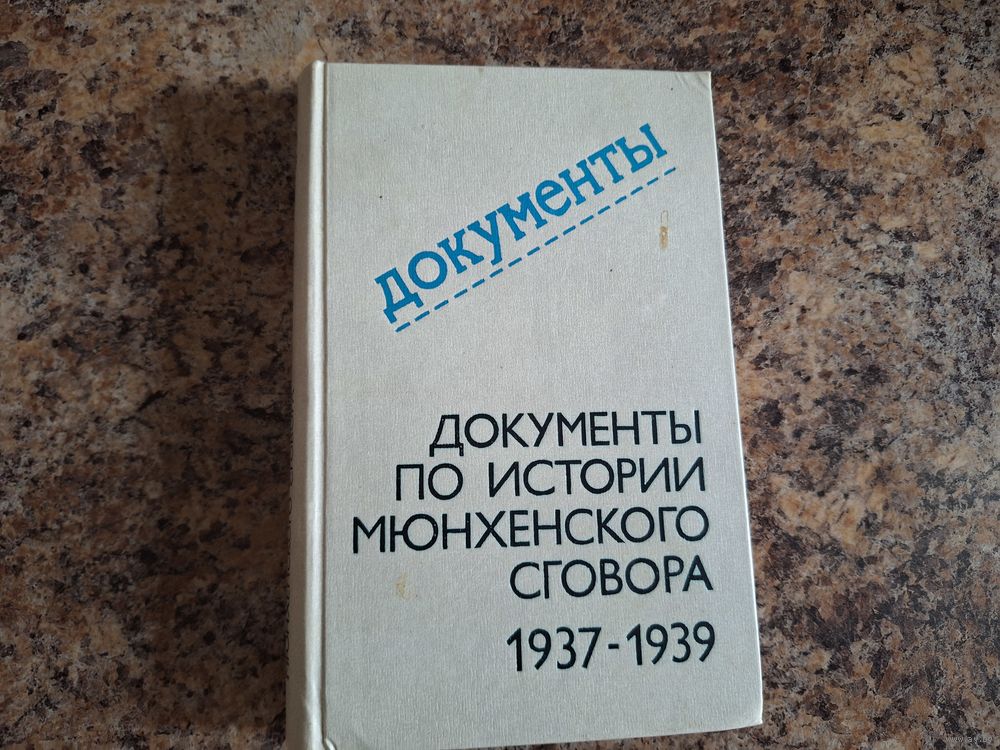 документы
ДОКУМЕНТЫ
ПО ИСТОРИИ
МЮНХЕНСКОГО
СГОВОРА
1937-1939